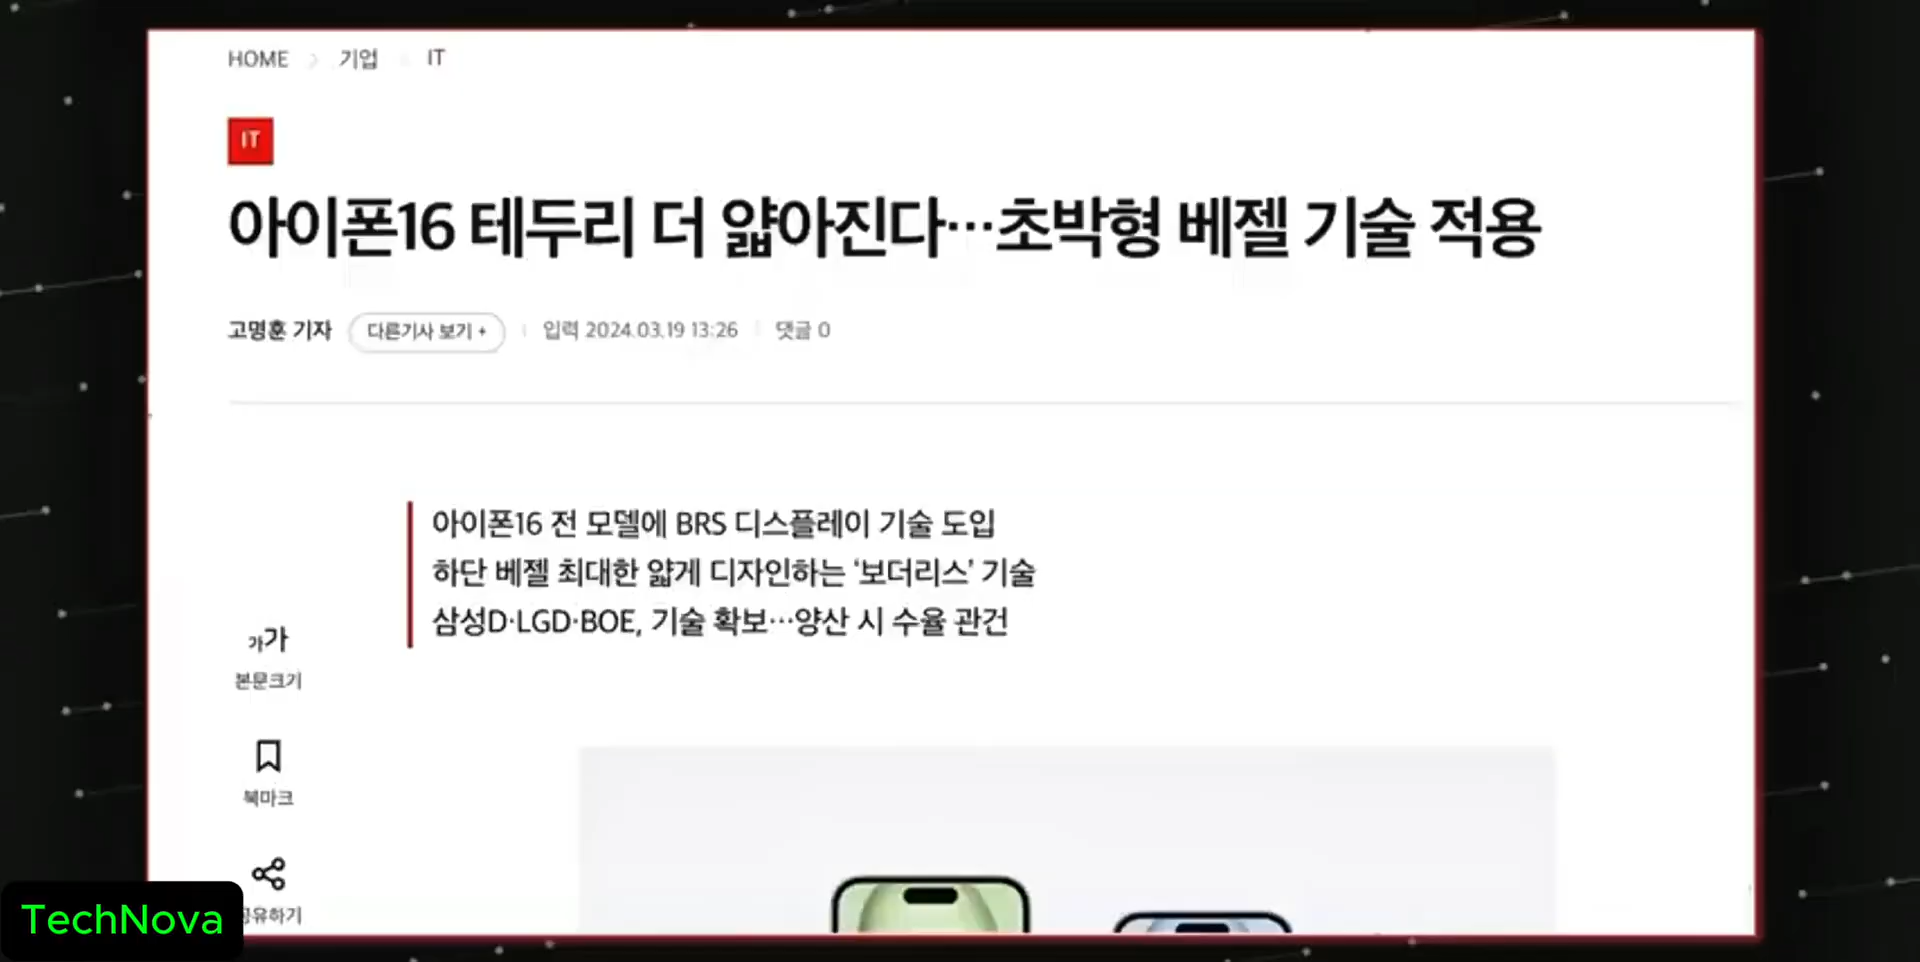 HOME > 기업 IT
IT
아이폰16 테두리 더 얇아진다…초박형 베젤 기술 적용
고명훈 기자 다른기사 보기 + 입력 2024.03.19 13:26 댓글 0
아이폰16 전 모델에 BRS 디스플레이 기술 도입
하단 베젤 최대한 얇게 디자인하는 ‘보더리스’ 기술
삼성D·LGD·BOE, 기술 확보…양산 시 수율 관건
가가
본문크기
북마크
공유하기
TechNova